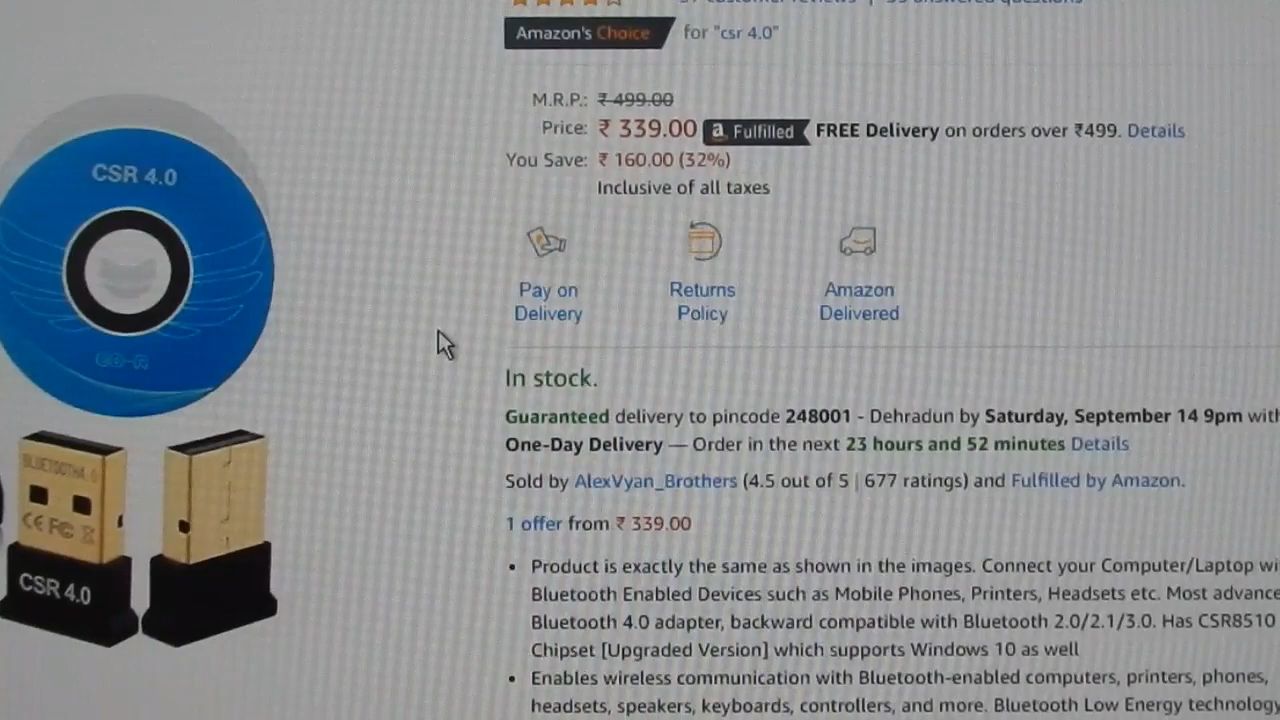 Amazon's Choice for "csr 4.0"
M.R.P.: ₹ 499.00
Price: ₹ 339.00 a Fulfilled FREE Delivery on orders over ₹499. Details
You Save: ₹ 160.00 (32%)
Inclusive of all taxes
Pay on Delivery
Returns Policy
Amazon Delivered
In stock.
Guaranteed delivery to pincode 248001 - Dehradun by Saturday, September 14 9pm with
One-Day Delivery — Order in the next 23 hours and 52 minutes Details
Sold by AlexVyan_Brothers (4.5 out of 5 | 677 ratings) and Fulfilled by Amazon.
1 offer from ₹ 339.00
• Product is exactly the same as shown in the images. Connect your Computer/Laptop wi
Bluetooth Enabled Devices such as Mobile Phones, Printers, Headsets etc. Most advance
Bluetooth 4.0 adapter, backward compatible with Bluetooth 2.0/2.1/3.0. Has CSR8510
Chipset [Upgraded Version] which supports Windows 10 as well
• Enables wireless communication with Bluetooth-enabled computers, printers, phones,
headsets, speakers, keyboards, controllers, and more. Bluetooth Low Energy technology
CSR 4.0
BLUETOOTH4.0
CE FC
CSR 4.0